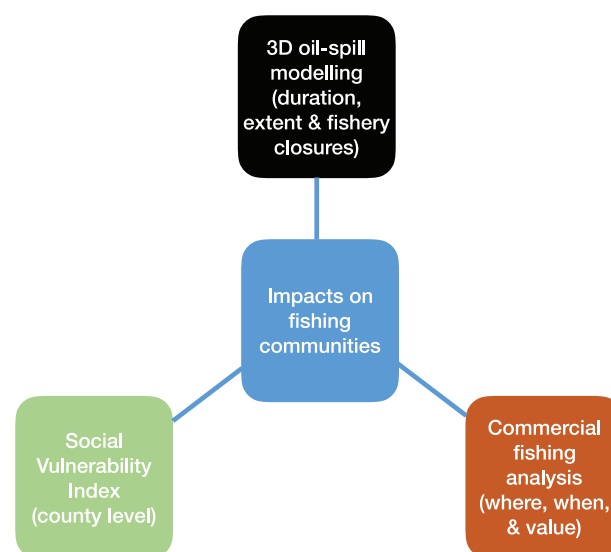 3D oil-spill
modelling
(duration,
extent & fishery
closures)
Impacts on
fishing
communities
Social
Vulnerability
Index
(county level)
Commercial
fishing
analysis
(where, when,
& value)